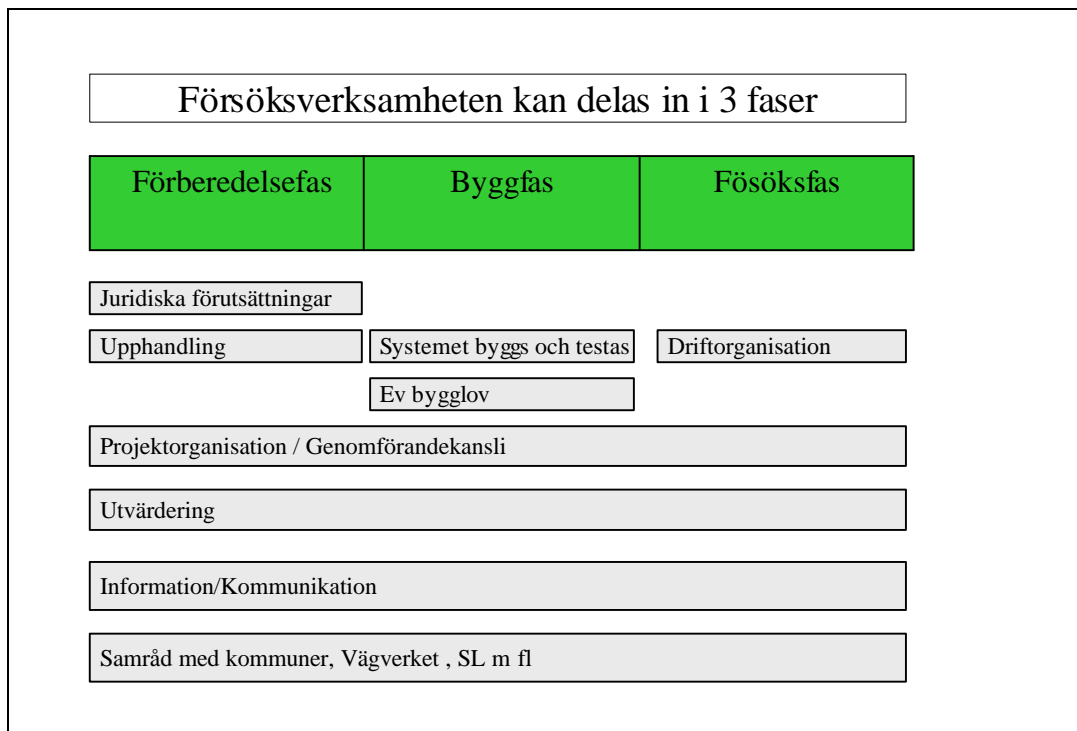 Försöksverksamheten kan delas in i 3 faser
Förberedelsefas
Byggfas
Fösöksfas
Juridiska förutsättningar
Upphandling
Systemet byggs och testas
Driftorganisation
Ev bygglov
Projektorganisation / Genomförandekansli
Utvärdering
Information/Kommunikation
Samråd med kommuner, Vägverket , SL m fl